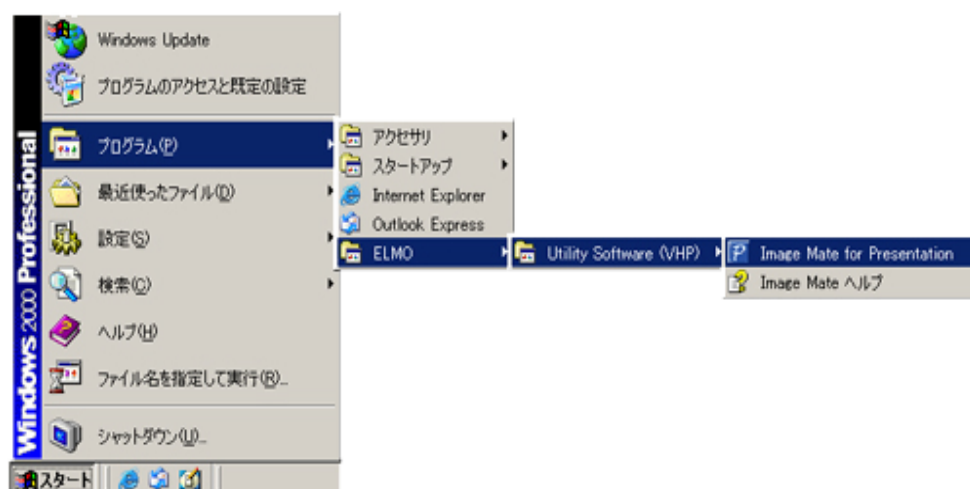 Windows 2000 Professional
Windows Update
プログラムのアクセスと既定の設定
プログラム(P)
最近使ったファイル(D)
設定(S)
検索(C)
ヘルプ(H)
ファイル名を指定して実行(R)...
シャットダウン(U)...
スタート
アクセサリ
スタートアップ
Internet Explorer
Outlook Express
ELMO
Utility Software (VHP)
Image Mate for Presentation
Image Mate ヘルプ